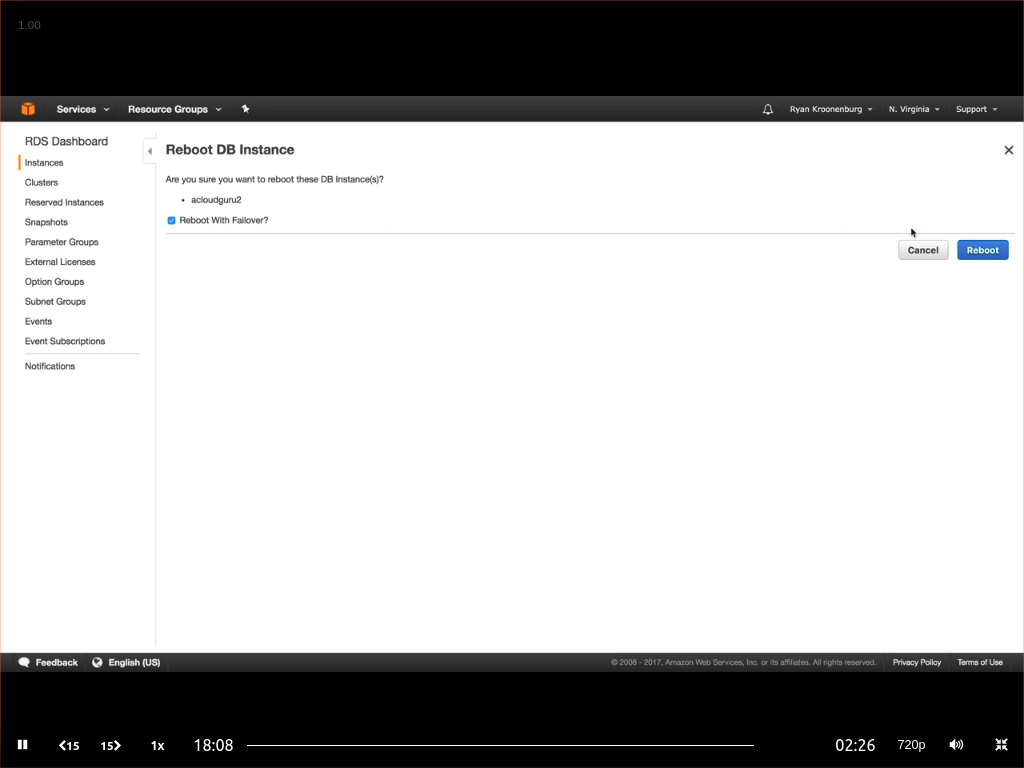 1.00
Services
Resource Groups
Ryan Kroonenburg
N. Virginia
Support
RDS Dashboard
Instances
Clusters
Reserved Instances
Snapshots
Parameter Groups
External Licenses
Option Groups
Subnet Groups
Events
Event Subscriptions
Notifications
Reboot DB Instance
Are you sure you want to reboot these DB Instance(s)?
• acloudguru2
Reboot With Failover?
Cancel
Reboot
Feedback
English (US)
© 2008 - 2017, Amazon Web Services, Inc. or its affiliates. All rights reserved.
Privacy Policy
Terms of Use
15
15
1x
18:08
02:26
720p